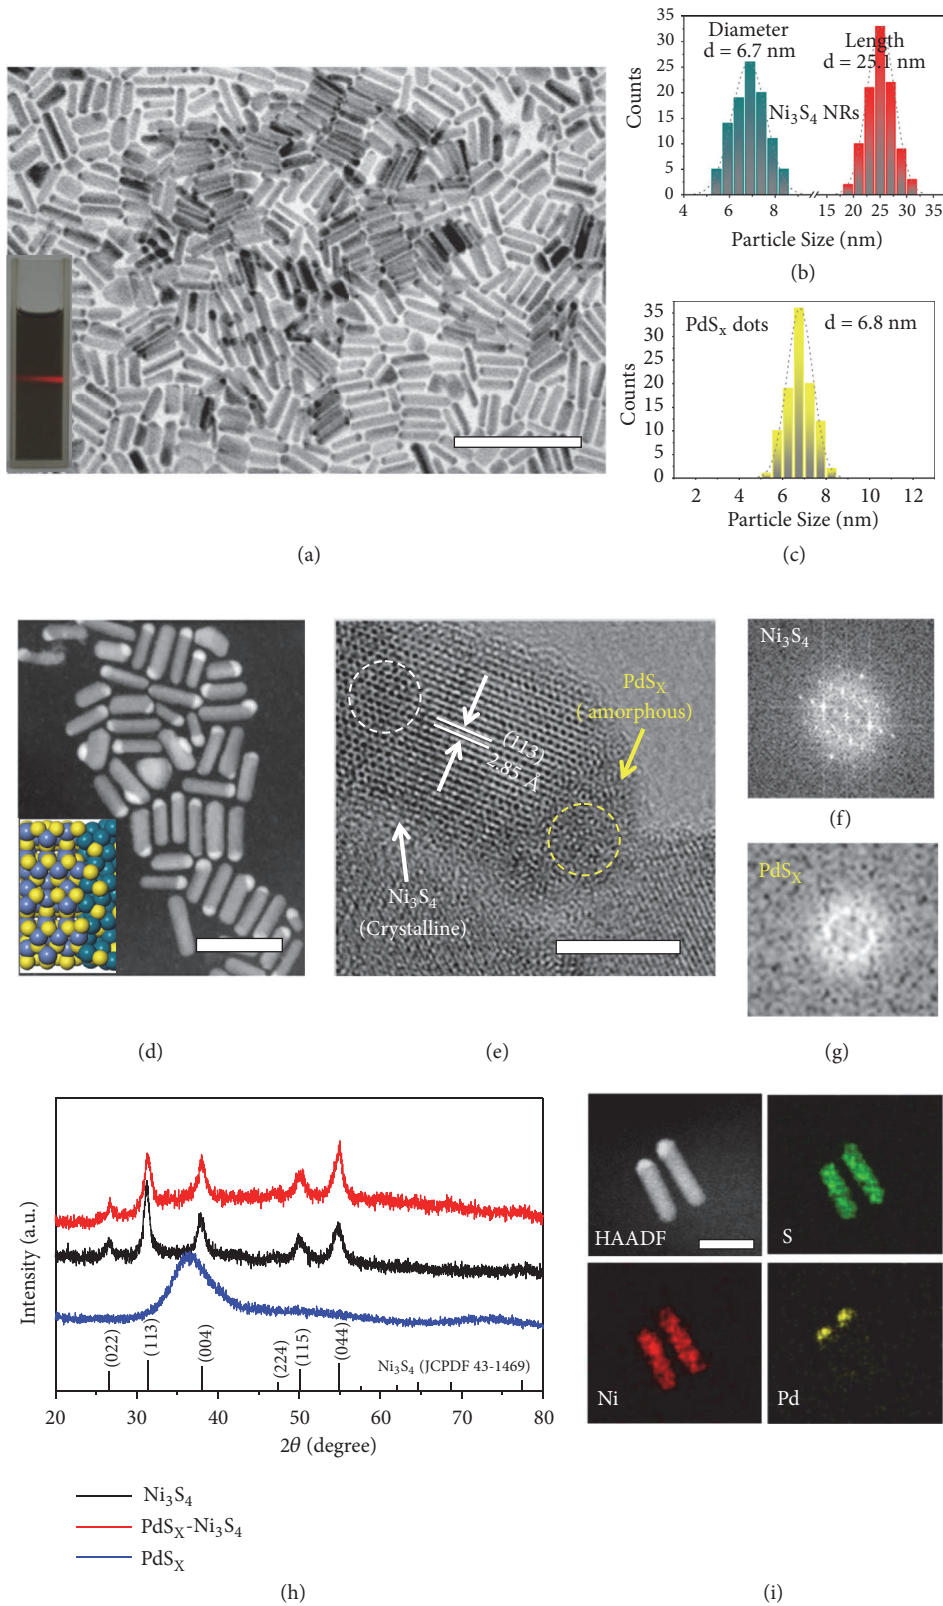 35
30
25
20
15
10
5
0
Counts
Diameter
d = 6.7 nm
Length
d = 25.1 nm
Ni₃S₄ NRs
4 6 8 15 20 25 30 35
Particle Size (nm)
(b)
35
30
25
20
15
10
5
0
Counts
PdSₓ dots d = 6.8 nm
2 4 6 8 10 12
Particle Size (nm)
(a)
(c)
PdS_X
(amorphous)
(113)
2.85 Å
Ni₃S₄
(Crystalline)
Ni₃S₄
(f)
PdS_X
(d)
(e)
(g)
Intensity (a.u.)
(022)
(113)
(004)
(224)
(115)
(044)
Ni₃S₄ (JCPDF 43-1469)
20 30 40 50 60 70 80
2θ (degree)
Ni₃S₄
PdS_X-Ni₃S₄
PdS_X
(h)
HAADF
S
Ni
Pd
(i)